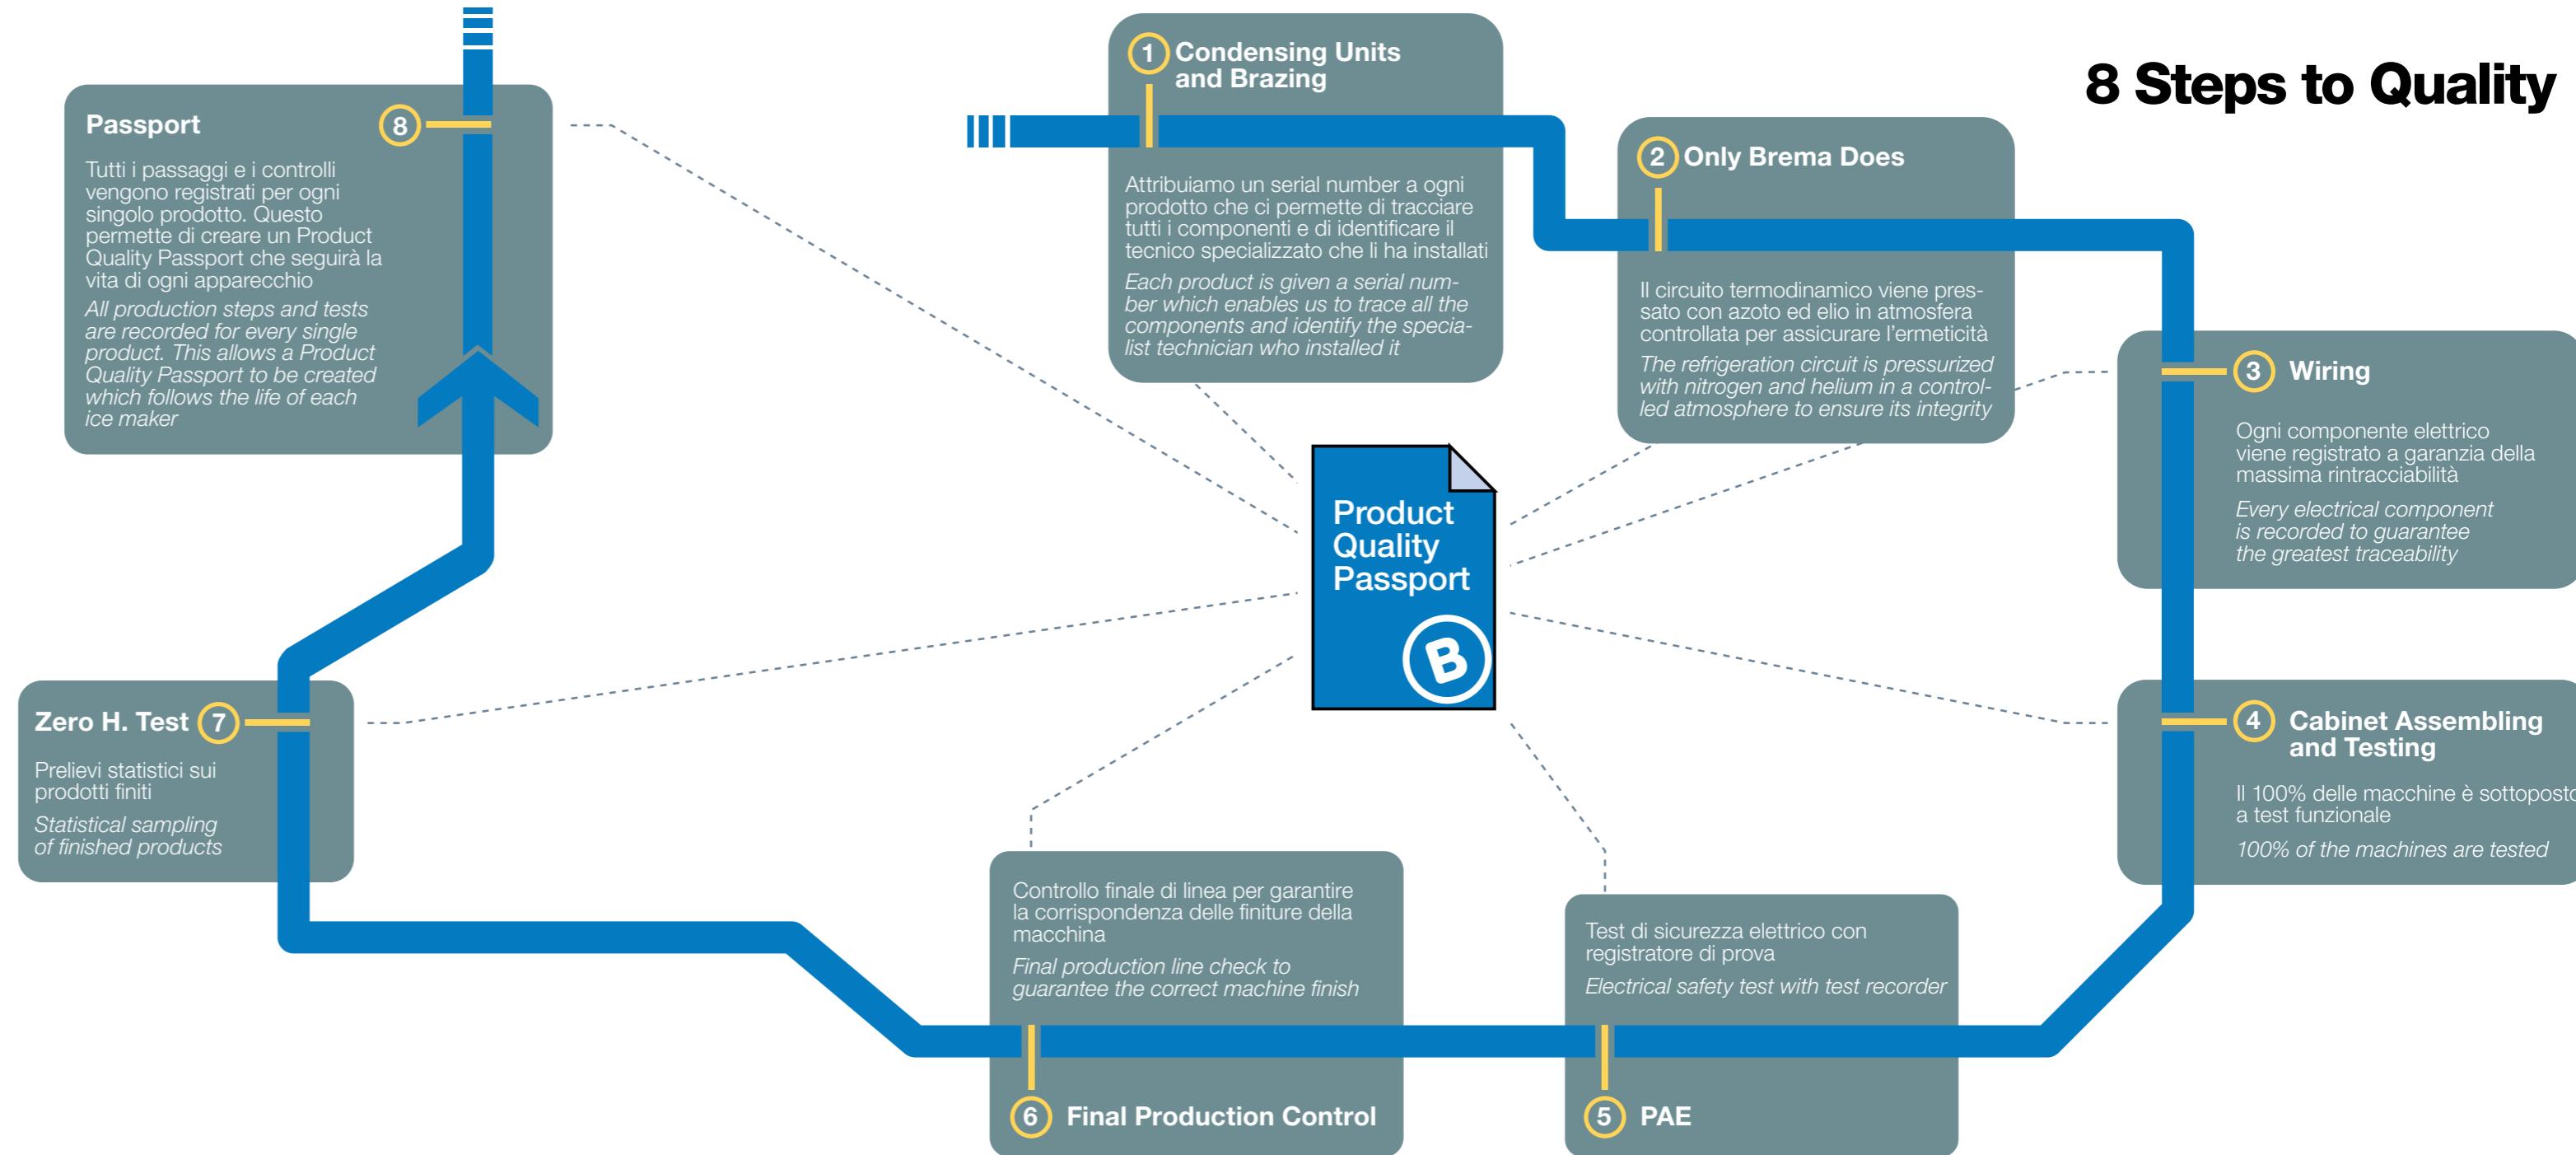 8 Steps to Quality
1 Condensing Units
and Brazing
Attribuiamo un serial number a ogni
prodotto che ci permette di tracciare
tutti i componenti e di identificare il
tecnico specializzato che li ha installati
Each product is given a serial num-
ber which enables us to trace all the
components and identify the specia-
list technician who installed it
2 Only Brema Does
Il circuito termodinamico viene pres-
sato con azoto ed elio in atmosfera
controllata per assicurare l'ermeticità
The refrigeration circuit is pressurized
with nitrogen and helium in a control-
led atmosphere to ensure its integrity
3 Wiring
Ogni componente elettrico
viene registrato a garanzia della
massima rintracciabilità
Every electrical component
is recorded to guarantee
the greatest traceability
4 Cabinet Assembling
and Testing
Il 100% delle macchine è sottoposto
a test funzionale
100% of the machines are tested
Test di sicurezza elettrico con
registratore di prova
Electrical safety test with test recorder
5 PAE
Controllo finale di linea per garantire
la corrispondenza delle finiture della
macchina
Final production line check to
guarantee the correct machine finish
6 Final Production Control
Zero H. Test 7
Prelievi statistici sui
prodotti finiti
Statistical sampling
of finished products
Passport 8
Tutti i passaggi e i controlli
vengono registrati per ogni
singolo prodotto. Questo
permette di creare un Product
Quality Passport che seguirà la
vita di ogni apparecchio
All production steps and tests
are recorded for every single
product. This allows a Product
Quality Passport to be created
which follows the life of each
ice maker
Product
Quality
Passport
B